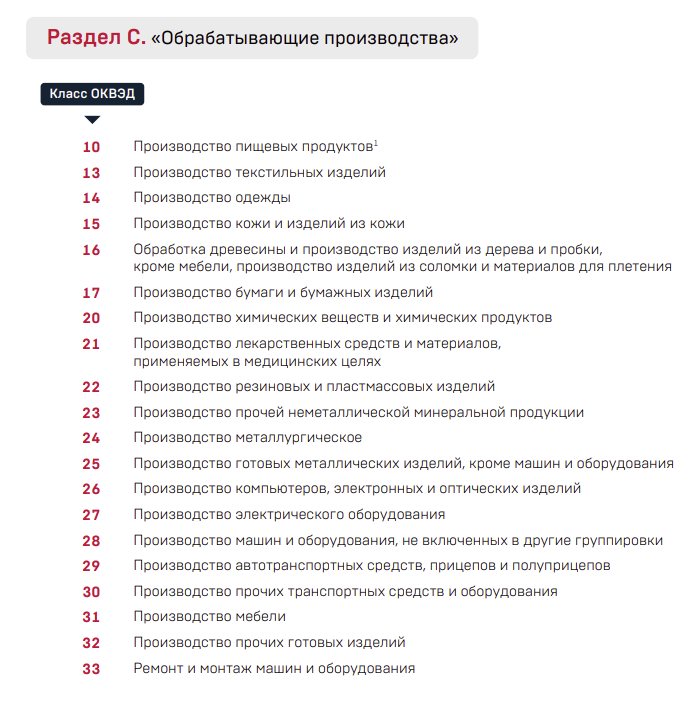 Раздел С. «Обрабатывающие производства»
Класс ОКВЭД
10 Производство пищевых продуктов¹
13 Производство текстильных изделий
14 Производство одежды
15 Производство кожи и изделий из кожи
16 Обработка древесины и производство изделий из дерева и пробки,
кроме мебели, производство изделий из соломки и материалов для плетения
17 Производство бумаги и бумажных изделий
20 Производство химических веществ и химических продуктов
21 Производство лекарственных средств и материалов,
применяемых в медицинских целях
22 Производство резиновых и пластмассовых изделий
23 Производство прочей неметаллической минеральной продукции
24 Производство металлургическое
25 Производство готовых металлических изделий, кроме машин и оборудования
26 Производство компьютеров, электронных и оптических изделий
27 Производство электрического оборудования
28 Производство машин и оборудования, не включенных в другие группировки
29 Производство автотранспортных средств, прицепов и полуприцепов
30 Производство прочих транспортных средств и оборудования
31 Производство мебели
32 Производство прочих готовых изделий
33 Ремонт и монтаж машин и оборудования